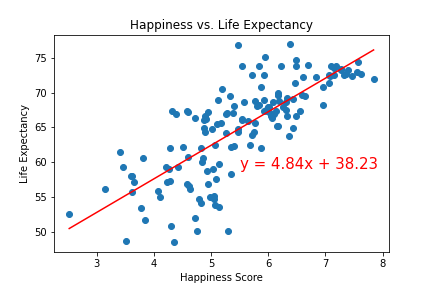 Happiness vs. Life Expectancy
Life Expectancy
75
70
65
60
55
50
y = 4.84x + 38.23
3 4 5 6 7 8
Happiness Score